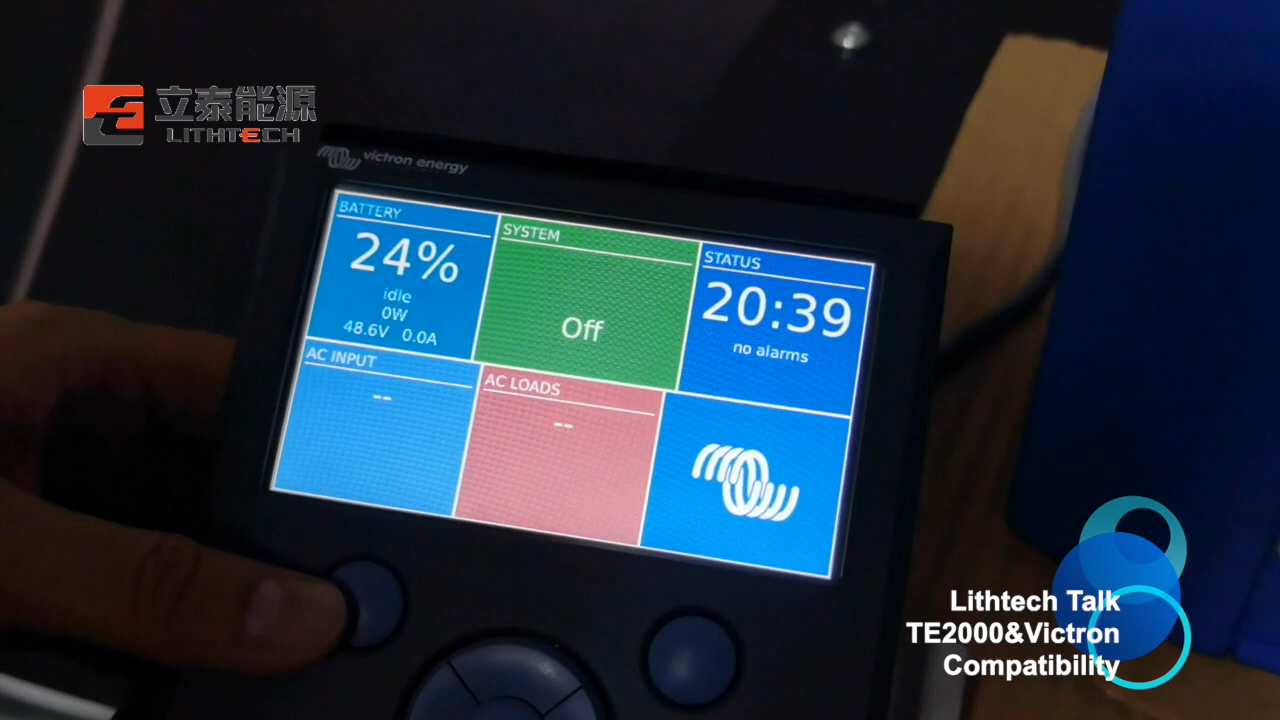 立泰能源
LITHTECH
victron energy
BATTERY
24%
idle
0W
48.6V 0.0A
SYSTEM
Off
STATUS
20:39
no alarms
AC INPUT
--
AC LOADS
--
Lithtech Talk
TE2000&Victron
Compatibility